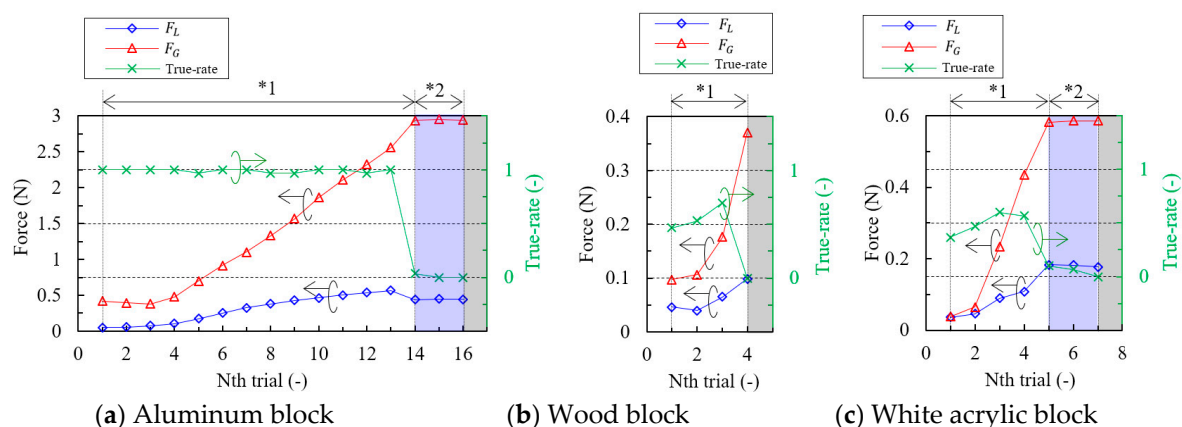 F_L
F_G
True-rate
*1
*2
3
2.5
2
1.5
1
0.5
0
Force (N)
1
0
True-rate (-)
0 2 4 6 8 10 12 14 16
Nth trial (-)
(a) Aluminum block
F_L
F_G
True-rate
*1
0.4
0.3
0.2
0.1
0
Force (N)
1
0
True-rate (-)
0 1 2 3 4
Nth trial (-)
(b) Wood block
F_L
F_G
True-rate
*1
*2
0.6
0.4
0.2
0
Force (N)
1
0
True-rate (-)
0 2 4 6 8
Nth trial (-)
(c) White acrylic block